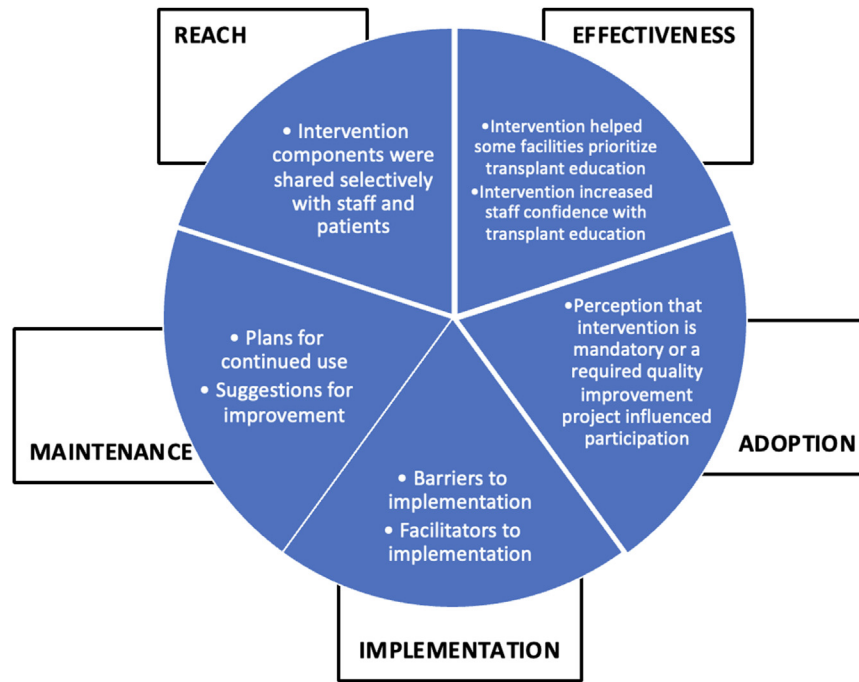 REACH
• Intervention
components were
shared selectively
with staff and
patients
EFFECTIVENESS
•Intervention helped
some facilities prioritize
transplant education
•Intervention increased
staff confidence with
transplant education
•Perception that
intervention is
mandatory or a
required quality
improvement
project influenced
participation
ADOPTION
• Barriers to
implementation
• Facilitators to
implementation
IMPLEMENTATION
• Plans for
continued use
• Suggestions for
improvement
MAINTENANCE